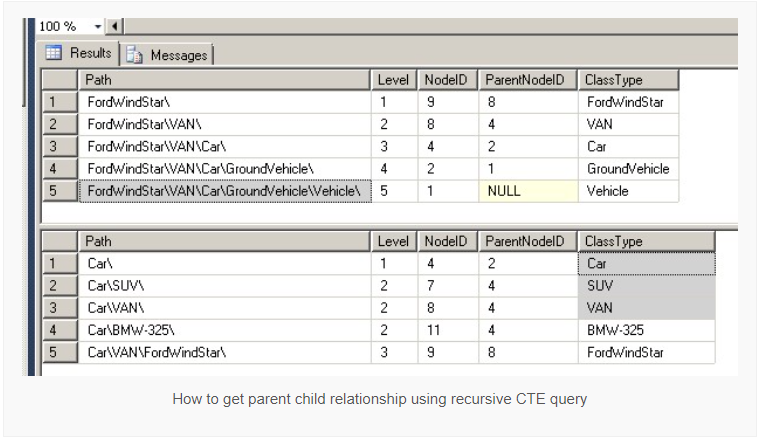 100 %
Results Messages
Path Level NodeID ParentNodeID ClassType
1 FordWindStar\ 1 9 8 FordWindStar
2 FordWindStar\VAN\ 2 8 4 VAN
3 FordWindStar\VAN\Car\ 3 4 2 Car
4 FordWindStar\VAN\Car\GroundVehicle\ 4 2 1 GroundVehicle
5 FordWindStar\VAN\Car\GroundVehicle\Vehicle\ 5 1 NULL Vehicle
Path Level NodeID ParentNodeID ClassType
1 Car\ 1 4 2 Car
2 Car\SUV\ 2 7 4 SUV
3 Car\VAN\ 2 8 4 VAN
4 Car\BMW-325\ 2 11 4 BMW-325
5 Car\VAN\FordWindStar\ 3 9 8 FordWindStar
How to get parent child relationship using recursive CTE query